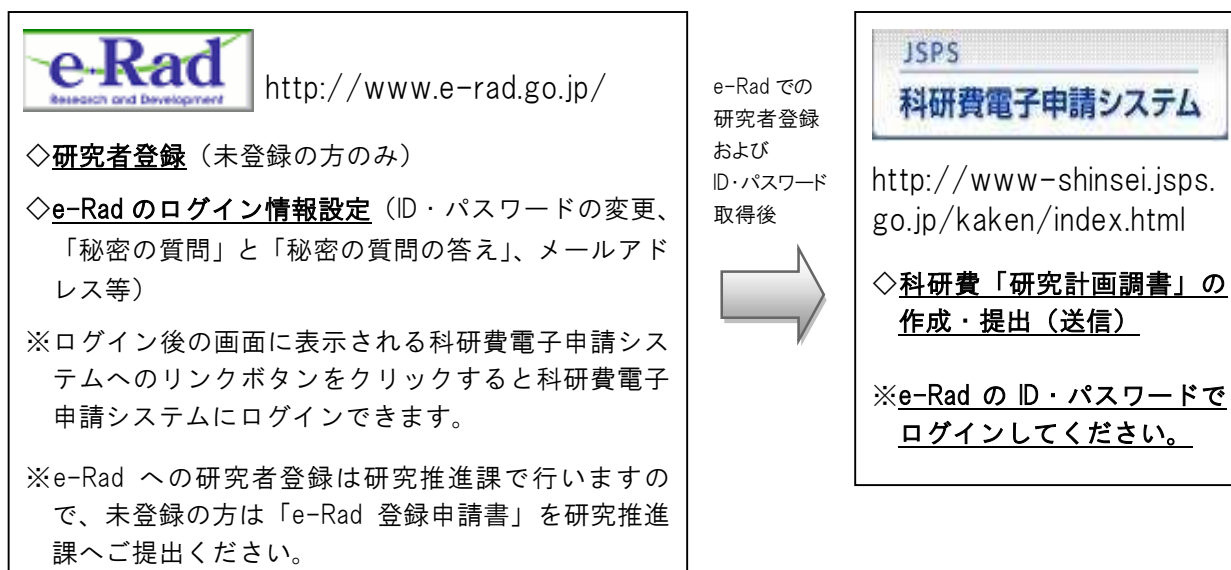 e-Rad
Research and Development
http://www.e-rad.go.jp/
◇研究者登録（未登録の方のみ）
◇e-Radのログイン情報設定（ID・パスワードの変更、
「秘密の質問」と「秘密の質問の答え」、メールアド
レス等）
※ログイン後の画面に表示される科研費電子申請シス
テムへのリンクボタンをクリックすると科研費電子
申請システムにログインできます。
※e-Rad への研究者登録は研究推進課で行いますの
で、未登録の方は「e-Rad 登録申請書」を研究推進
課へご提出ください。
e-Radでの
研究者登録
および
ID・パスワード
取得後
JSPS
科研費電子申請システム
http://www-shinsei.jsps.
go.jp/kaken/index.html
◇科研費「研究計画調書」の
作成・提出（送信）
※e-Rad の ID・パスワードで
ログインしてください。